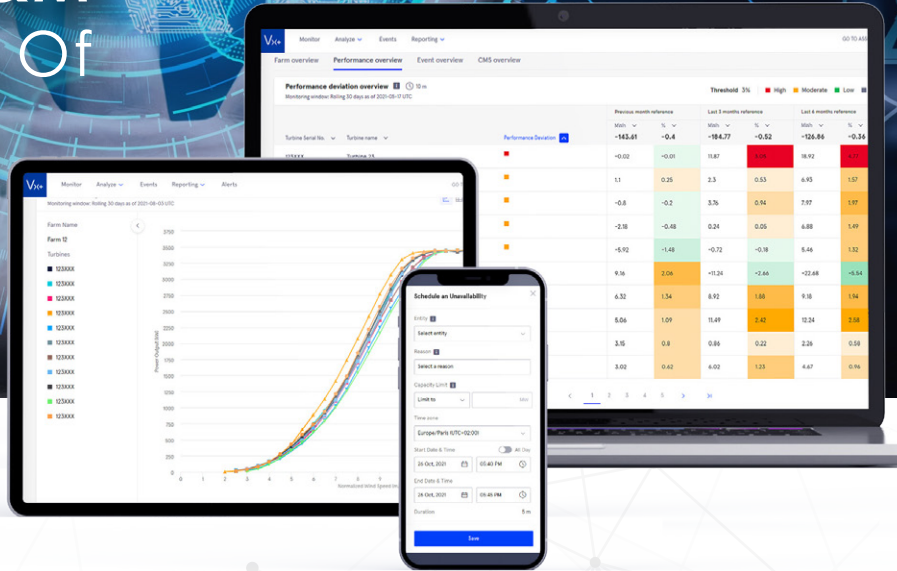 Of
Monitor Analyze Events Reporting
GO TO ASS
Farm overview Performance overview Event overview CMS overview
Performance deviation overview
Monitoring window: Rolling 30 days as of 2021-08-17 UTC
Threshold 3% High Moderate Low
Previous month reference Last 3 months reference Last 6 months reference
MWh % MWh % MWh %
Turbine Serial No. Turbine name Performance Deviation -143.61 -0.4 -184.77 -0.52 -126.86 -0.36
123XXX Turbine 23 -0.02 -0.01 11.87 18.92
1.1 0.25 2.3 0.53 6.93 1.57
-0.8 -0.2 3.76 0.94 7.97 1.97
-2.18 -0.48 0.24 0.05 6.88 1.49
-5.92 -1.48 -0.72 -0.18 5.46 1.32
9.16 2.06 -11.24 -2.66 -22.68 -5.54
6.32 1.34 8.92 1.88 9.18 1.94
5.06 1.09 11.49 2.42 12.24 2.58
3.15 0.8 0.86 0.22 2.26 0.58
3.02 0.62 6.02 1.23 4.67 0.96
1 2 3 4 5
Monitor Analyze Events Reporting Alerts
Monitoring window: Rolling 30 days as of 2021-08-03 UTC
Farm Name
Farm 12
Turbines
123XXX
123XXX
123XXX
123XXX
123XXX
123XXX
123XXX
123XXX
123XXX
123XXX
123XXX
Power Output (kW)
3750
3500
3250
3000
2750
2500
2250
2000
1750
1500
1250
1000
750
500
250
0
0 1 2 3 4 5 6 7 8 9
Normalized Wind Speed
Schedule an Unavailability
Entity
Select entity
Reason
Select a reason
Capacity Limit
Limit to MW
Time zone
Europe/Paris (UTC+02:00)
Start Date & Time All Day
26 Oct, 2021 05:40 PM
End Date & Time
26 Oct, 2021 05:45 PM
Duration 5 m
Save